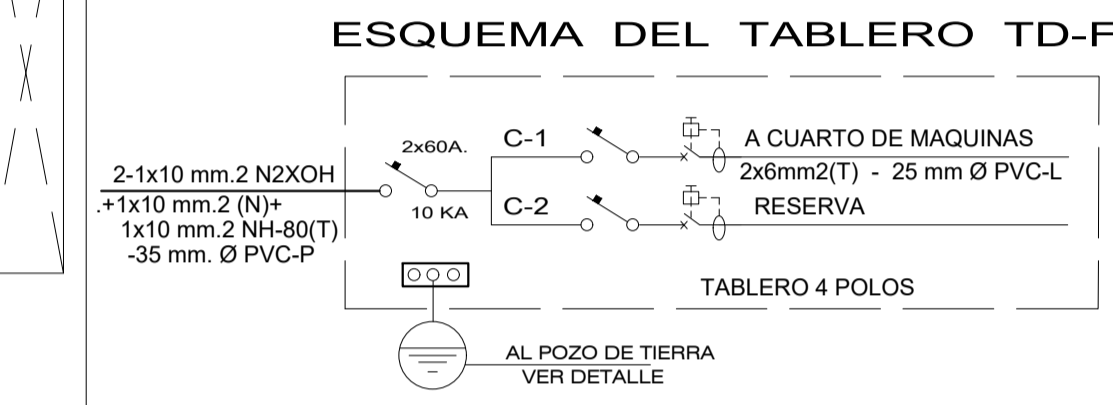 ESQUEMA DEL TABLERO TD-F
2x60A.
C-1
A CUARTO DE MAQUINAS
2-1x10 mm.2 N2XOH
2x6mm2(T) - 25 mm Ø PVC-L
.+1x10 mm.2 (N)+
10 KA
C-2
RESERVA
1x10 mm.2 NH-80(T)
-35 mm. Ø PVC-P
TABLERO 4 POLOS
AL POZO DE TIERRA
VER DETALLE